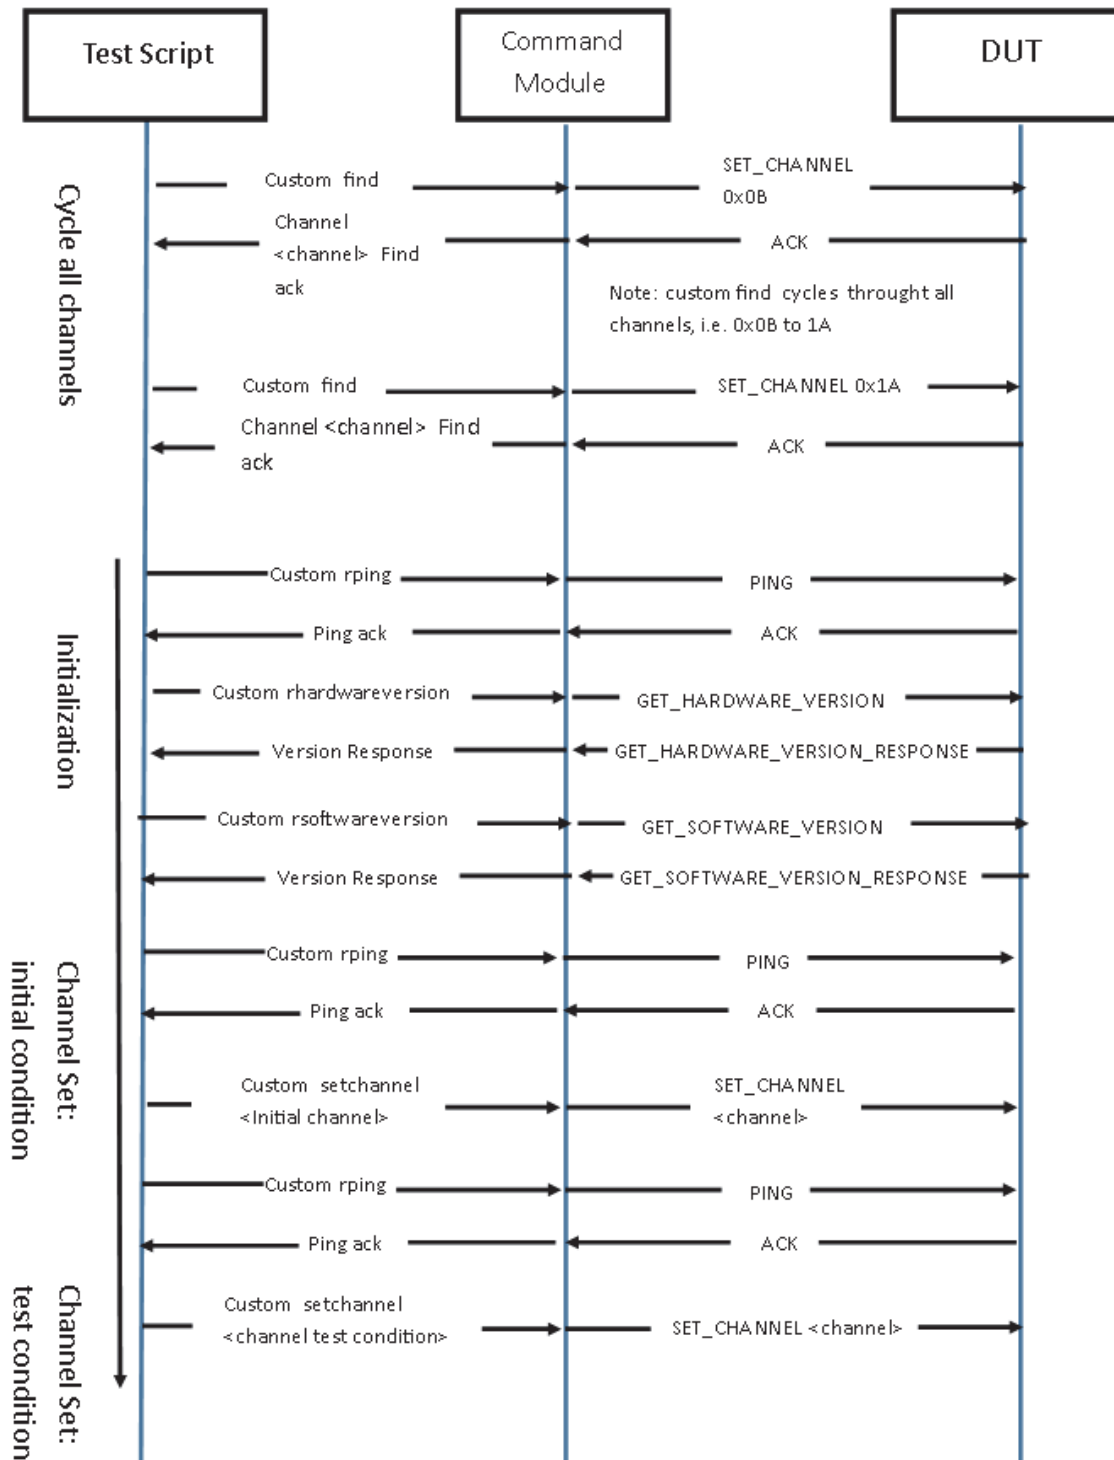 Test Script
Command
Module
DUT
Cycle all channels
Custom find
SET_CHANNEL
0x0B
Channel
<channel> Find
ack
ACK
Note: custom find cycles throught all
channels, i.e. 0x0B to 1A
Custom find
SET_CHANNEL 0x1A
Channel <channel> Find
ack
ACK
Initialization
Custom rping
PING
Ping ack
ACK
Custom rhardwareversion
GET_HARDWARE_VERSION
Version Response
GET_HARDWARE_VERSION_RESPONSE
Custom rsoftwareversion
GET_SOFTWARE_VERSION
Version Response
GET_SOFTWARE_VERSION_RESPONSE
Channel Set:
initial condition
Custom rping
PING
Ping ack
ACK
Custom setchannel
<Initial channel>
SET_CHANNEL
<channel>
Custom rping
PING
Ping ack
ACK
Channel Set:
test condition
Custom setchannel
<channel test condition>
SET_CHANNEL <channel>